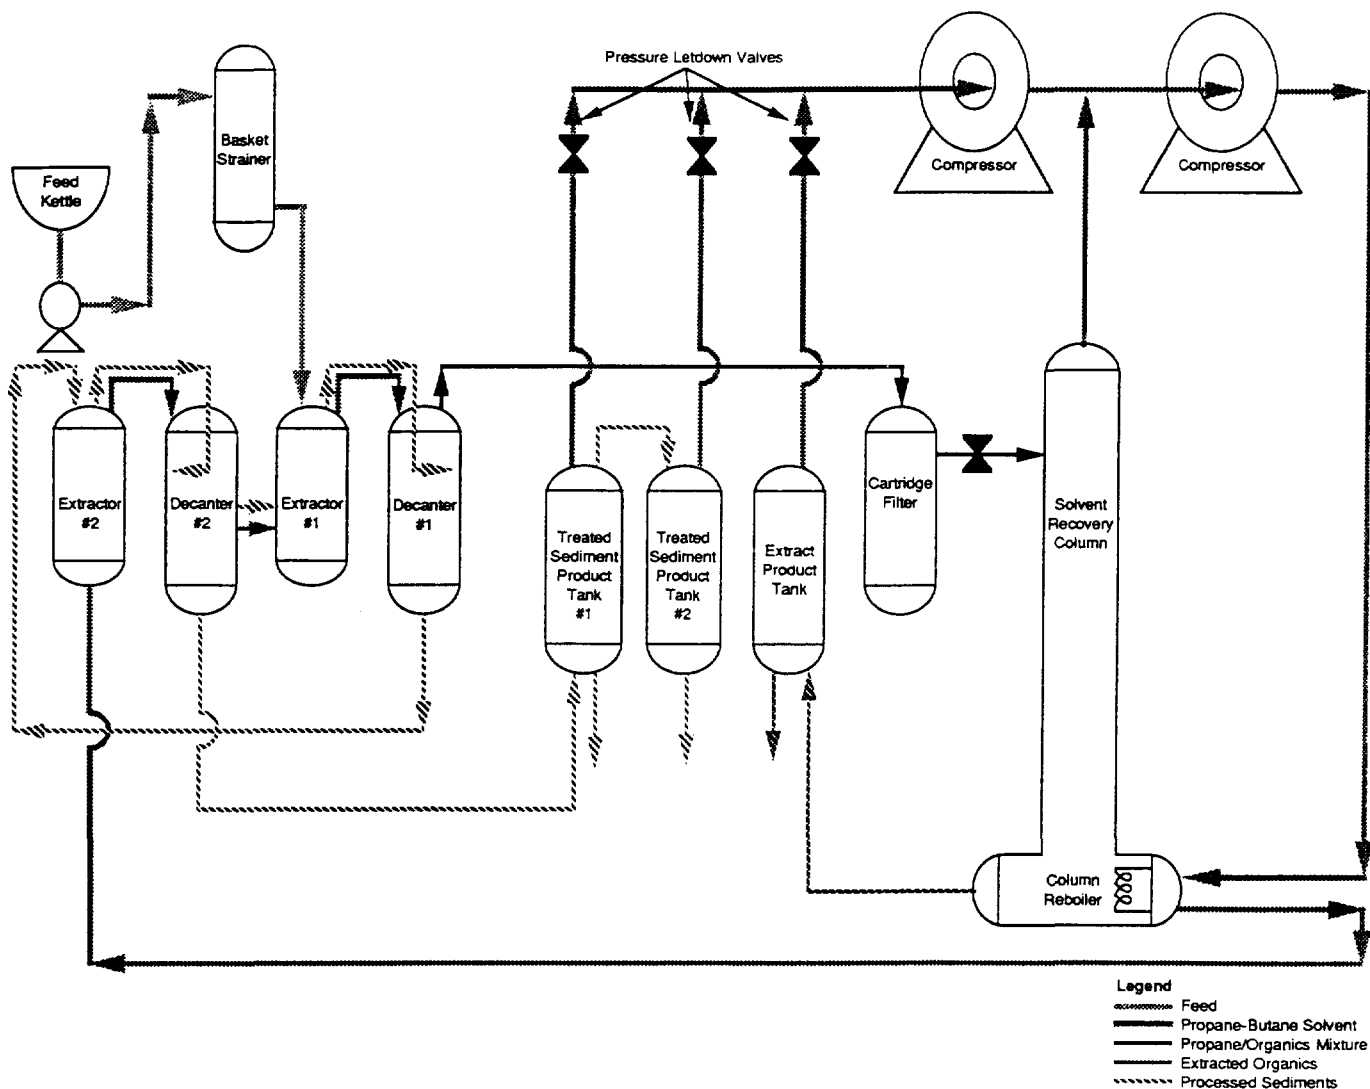 Pressure Letdown Valves
Basket
Strainer
Feed
Kettle
Compressor
Compressor
Extractor
#2
Decanter
#2
Extractor
#1
Decanter
#1
Treated
Sediment
Product
Tank
#1
Treated
Sediment
Product
Tank
#2
Extract
Product
Tank
Cartridge
Filter
Solvent
Recovery
Column
Column
Reboiler
Legend
Feed
Propane-Butane Solvent
Propane/Organics Mixture
Extracted Organics
Processed Sediments